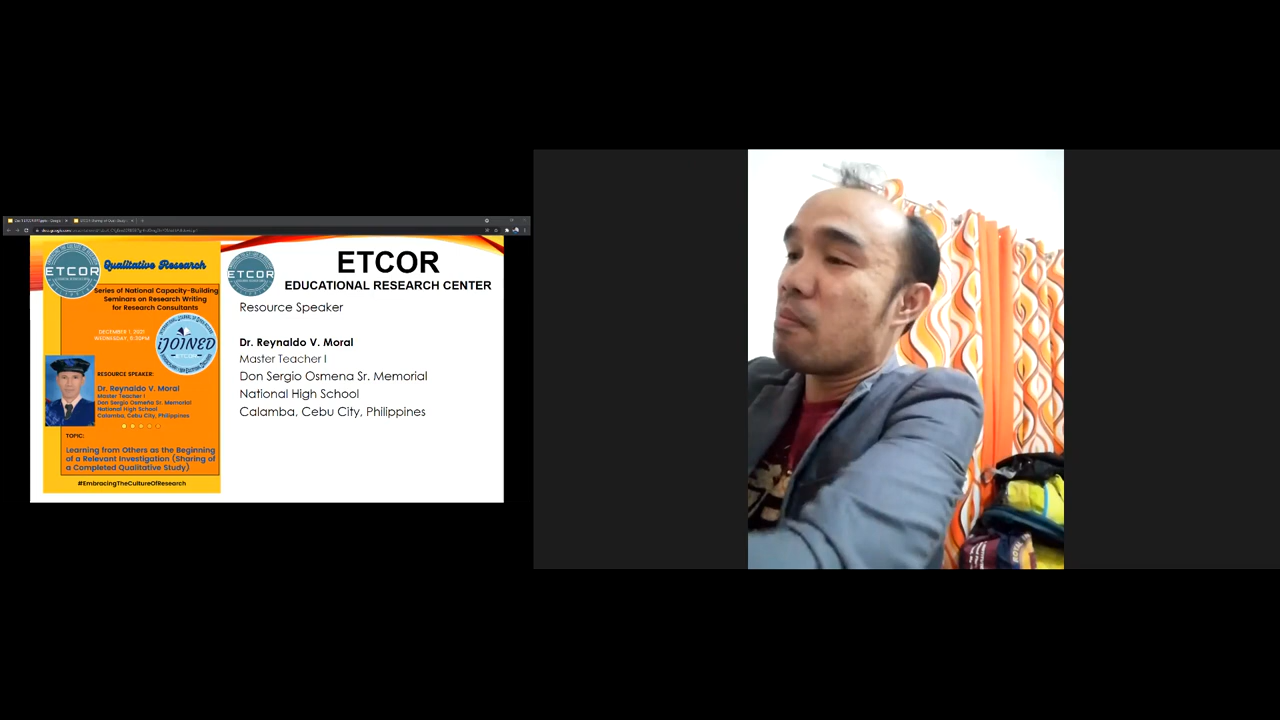 ETCOR
Qualitative Research
Series of National Capacity-Building
Seminars on Research Writing
for Research Consultants
DECEMBER 1, 2021
WEDNESDAY, 6:30PM
iJOINED
ETCOR
RESOURCE SPEAKER:
Dr. Reynaldo V. Moral
Master Teacher I
Don Sergio Osmeña Sr. Memorial
National High School
Calamba, Cebu City, Philippines
TOPIC:
Learning from Others as the Beginning
of a Relevant Investigation (Sharing of
a Completed Qualitative Study)
#EmbracingTheCultureOfResearch
ETCOR
ETCOR
EDUCATIONAL RESEARCH CENTER
Resource Speaker
Dr. Reynaldo V. Moral
Master Teacher I
Don Sergio Osmena Sr. Memorial
National High School
Calamba, Cebu City, Philippines